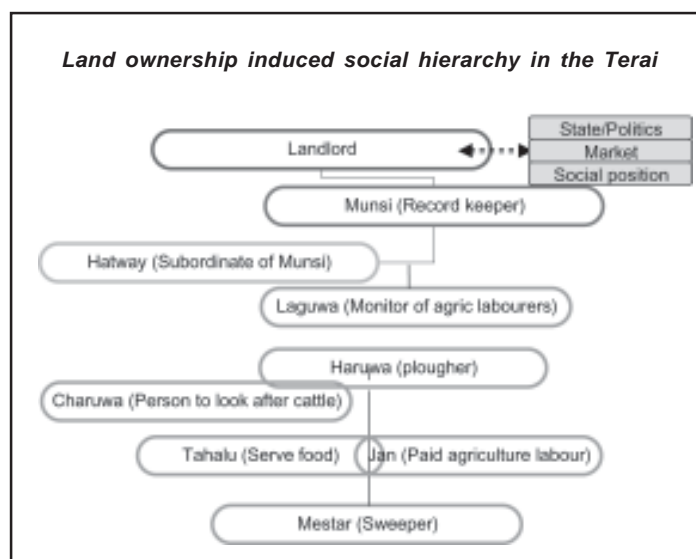 Land ownership induced social hierarchy in the Terai
State/Politics
Landlord
Market
Social position
Munsi (Record keeper)
Hatway (Subordinate of Munsi)
Laguwa (Monitor of agric labourers)
Haruwa (plougher)
Charuwa (Person to look after cattle)
Tahalu (Serve food)
Jan (Paid agriculture labour)
Mestar (Sweeper)